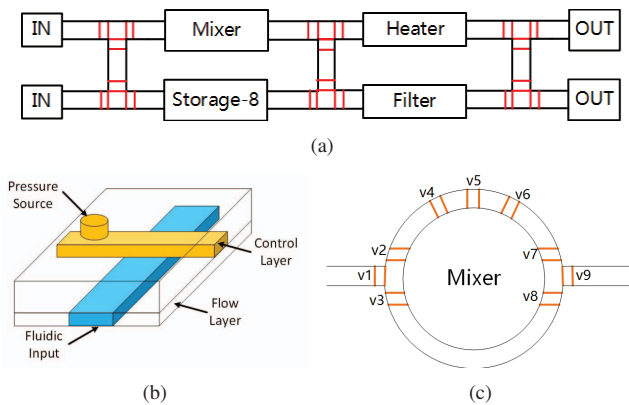 IN Mixer Heater OUT
IN Storage-8 Filter OUT
(a)
Pressure
Source
Control
Layer
Flow
Layer
Fluidic
Input
(b)
v5
v4 v6
v2 v7
v1 Mixer v9
v3 v8
(c)